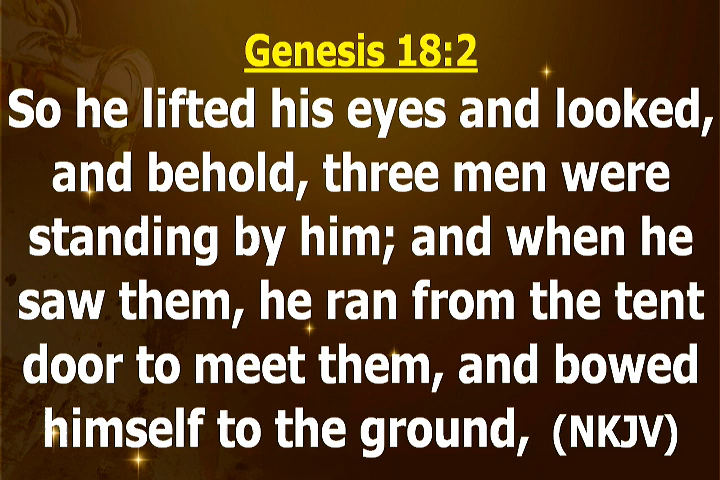 Genesis 18:2
So he lifted his eyes and looked,
and behold, three men were
standing by him; and when he
saw them, he ran from the tent
door to meet them, and bowed
himself to the ground, (NKJV)